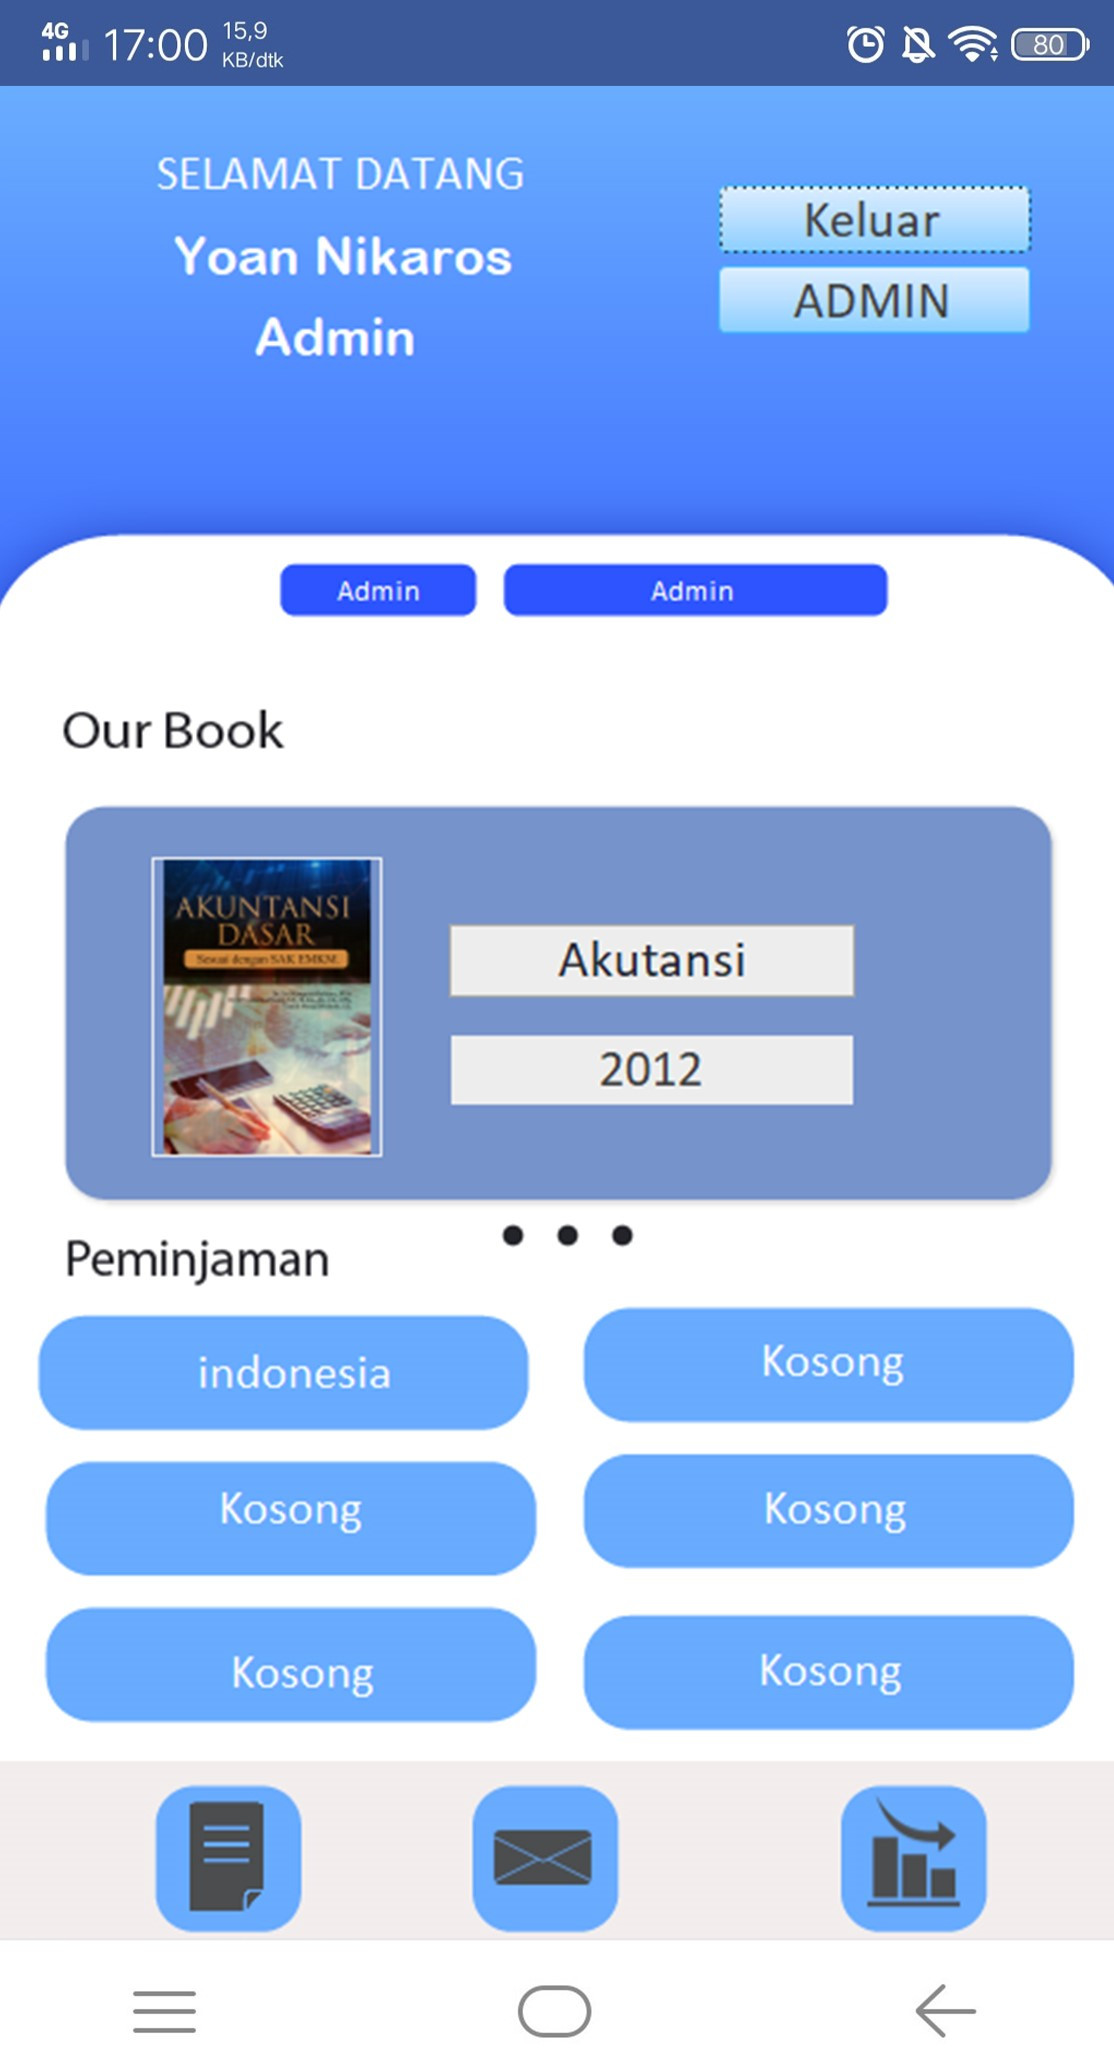 4G 17:00 15,9 KB/dtk 80
SELAMAT DATANG
Yoan Nikaros
Admin
Keluar
ADMIN
Admin Admin
Our Book
AKUNTANSI
DASAR
Sesuai dengan SAK EMKM
Akutansi
2012
Peminjaman
indonesia Kosong
Kosong Kosong
Kosong Kosong